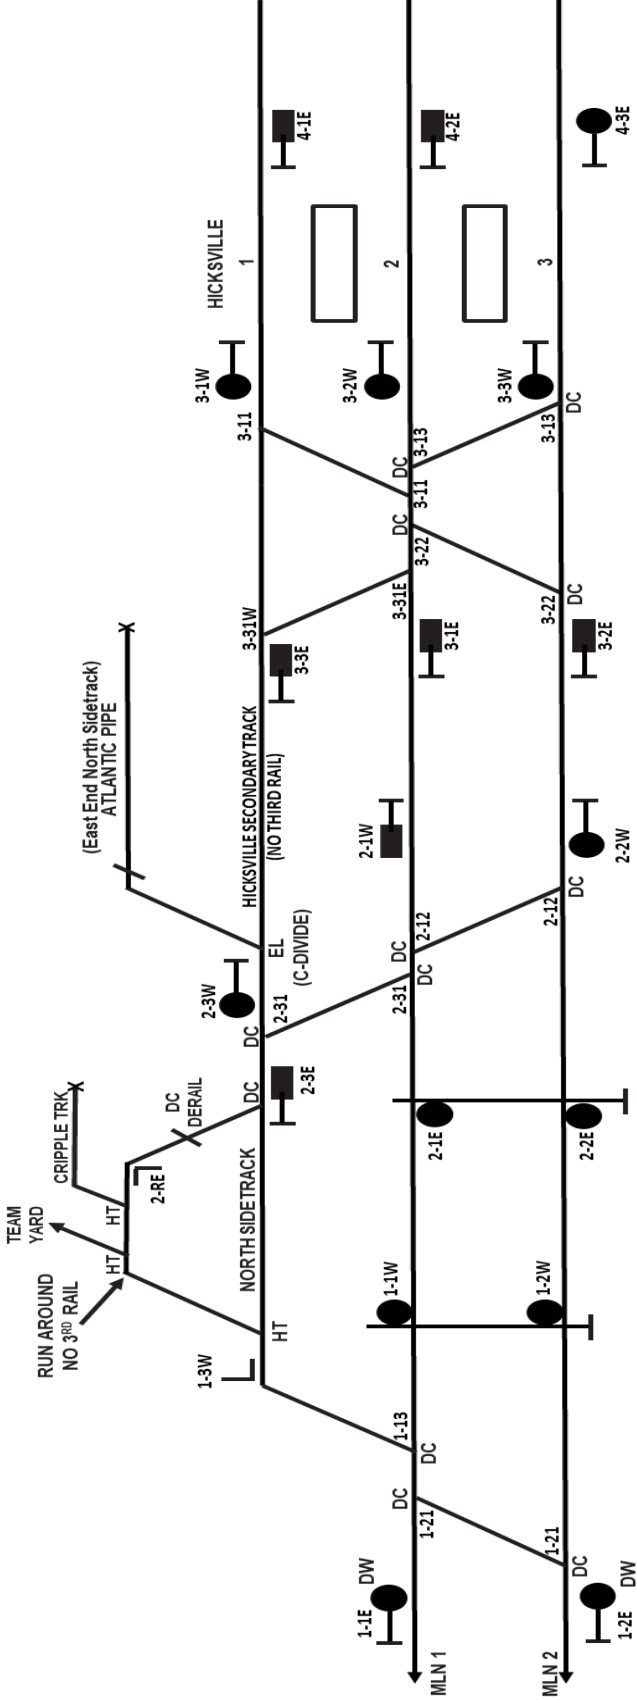 TEAM
YARD
CRIPPLE TRK
X
(East End North Sidetrack)
ATLANTIC PIPE
X
RUN AROUND
NO 3RD RAIL
HT
HT
2-RE
DC
DERAIL
HICKSVILLE
1-3W
HT
NORTH SIDETRACK
DC
2-3E
DC
2-3W
2-31
EL
(C-DIVIDE)
HICKSVILLE SECONDARY TRACK
(NO THIRD RAIL)
3-3E
3-31W
3-11
3-1W
1
4-1E
1-1E
DW
DC
1-21
1-13
DC
1-1W
2-1E
2-31
DC
DC
2-12
2-1W
3-1E
3-31E
3-22
DC
3-11
DC
3-13
3-2W
2
4-2E
MLN 1
1-2E
DW
1-21
DC
1-2W
2-2E
2-12
DC
2-2W
3-2E
3-22
DC
3-13
DC
3-3W
3
4-3E
MLN 2